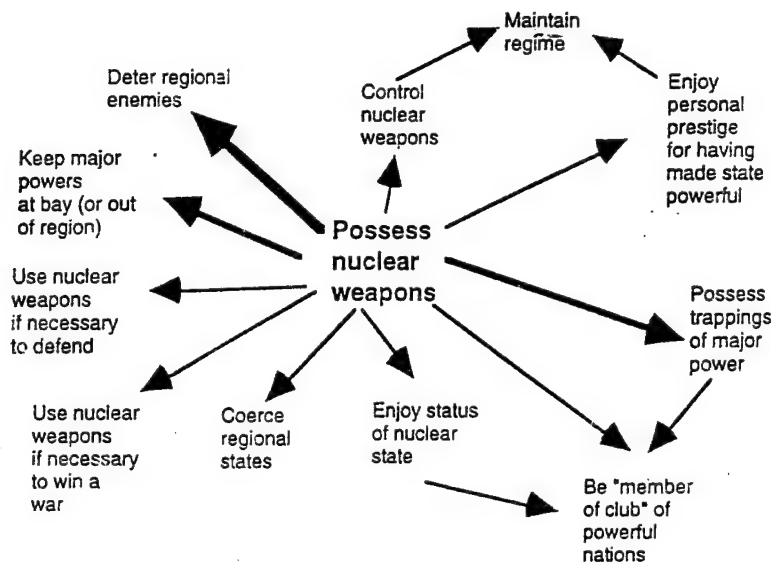 Maintain
regime
Deter regional
enemies
Control
nuclear
weapons
Enjoy
personal
prestige
for having
made state
powerful
Keep major
powers
at bay (or out
of region)
Possess
nuclear
weapons
Use nuclear
weapons
if necessary
to defend
Possess
trappings
of major
power
Use nuclear
weapons
if necessary
to win a
war
Coerce
regional
states
Enjoy status
of nuclear
state
Be "member
of club" of
powerful
nations